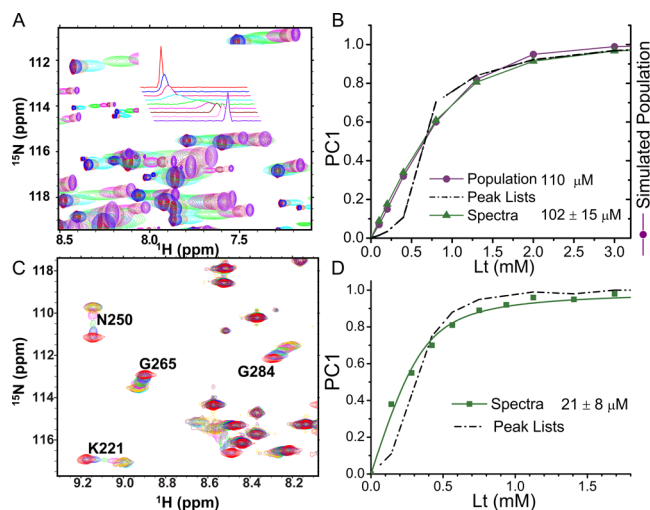 A
112
114
116
118
¹⁵N (ppm)
8.5
8.0
7.5
¹H (ppm)
B
1.0
0.8
0.6
0.4
0.2
0.0
PC1
Population 110 μM
Peak Lists
Spectra 102 ± 15 μM
0.0 0.5 1.0 1.5 2.0 2.5 3.0
Lt (mM)
Simulated Population
C
118
112
114
116
¹⁵N (ppm)
N250
G265
G284
K221
9.2 9.0 8.8 8.6 8.4 8.2
¹H (ppm)
D
1.0
0.8
0.6
0.4
0.2
0.0
PC1
Spectra 21 ± 8 μM
Peak Lists
0.0 0.5 1.0 1.5
Lt (mM)